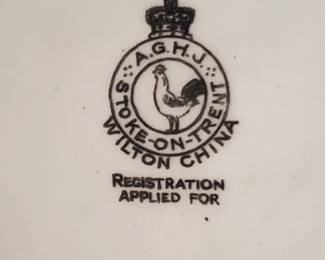 A.G.H.J.
STOKE-ON-TRENT
WILTON CHINA
REGISTRATION
APPLIED FOR